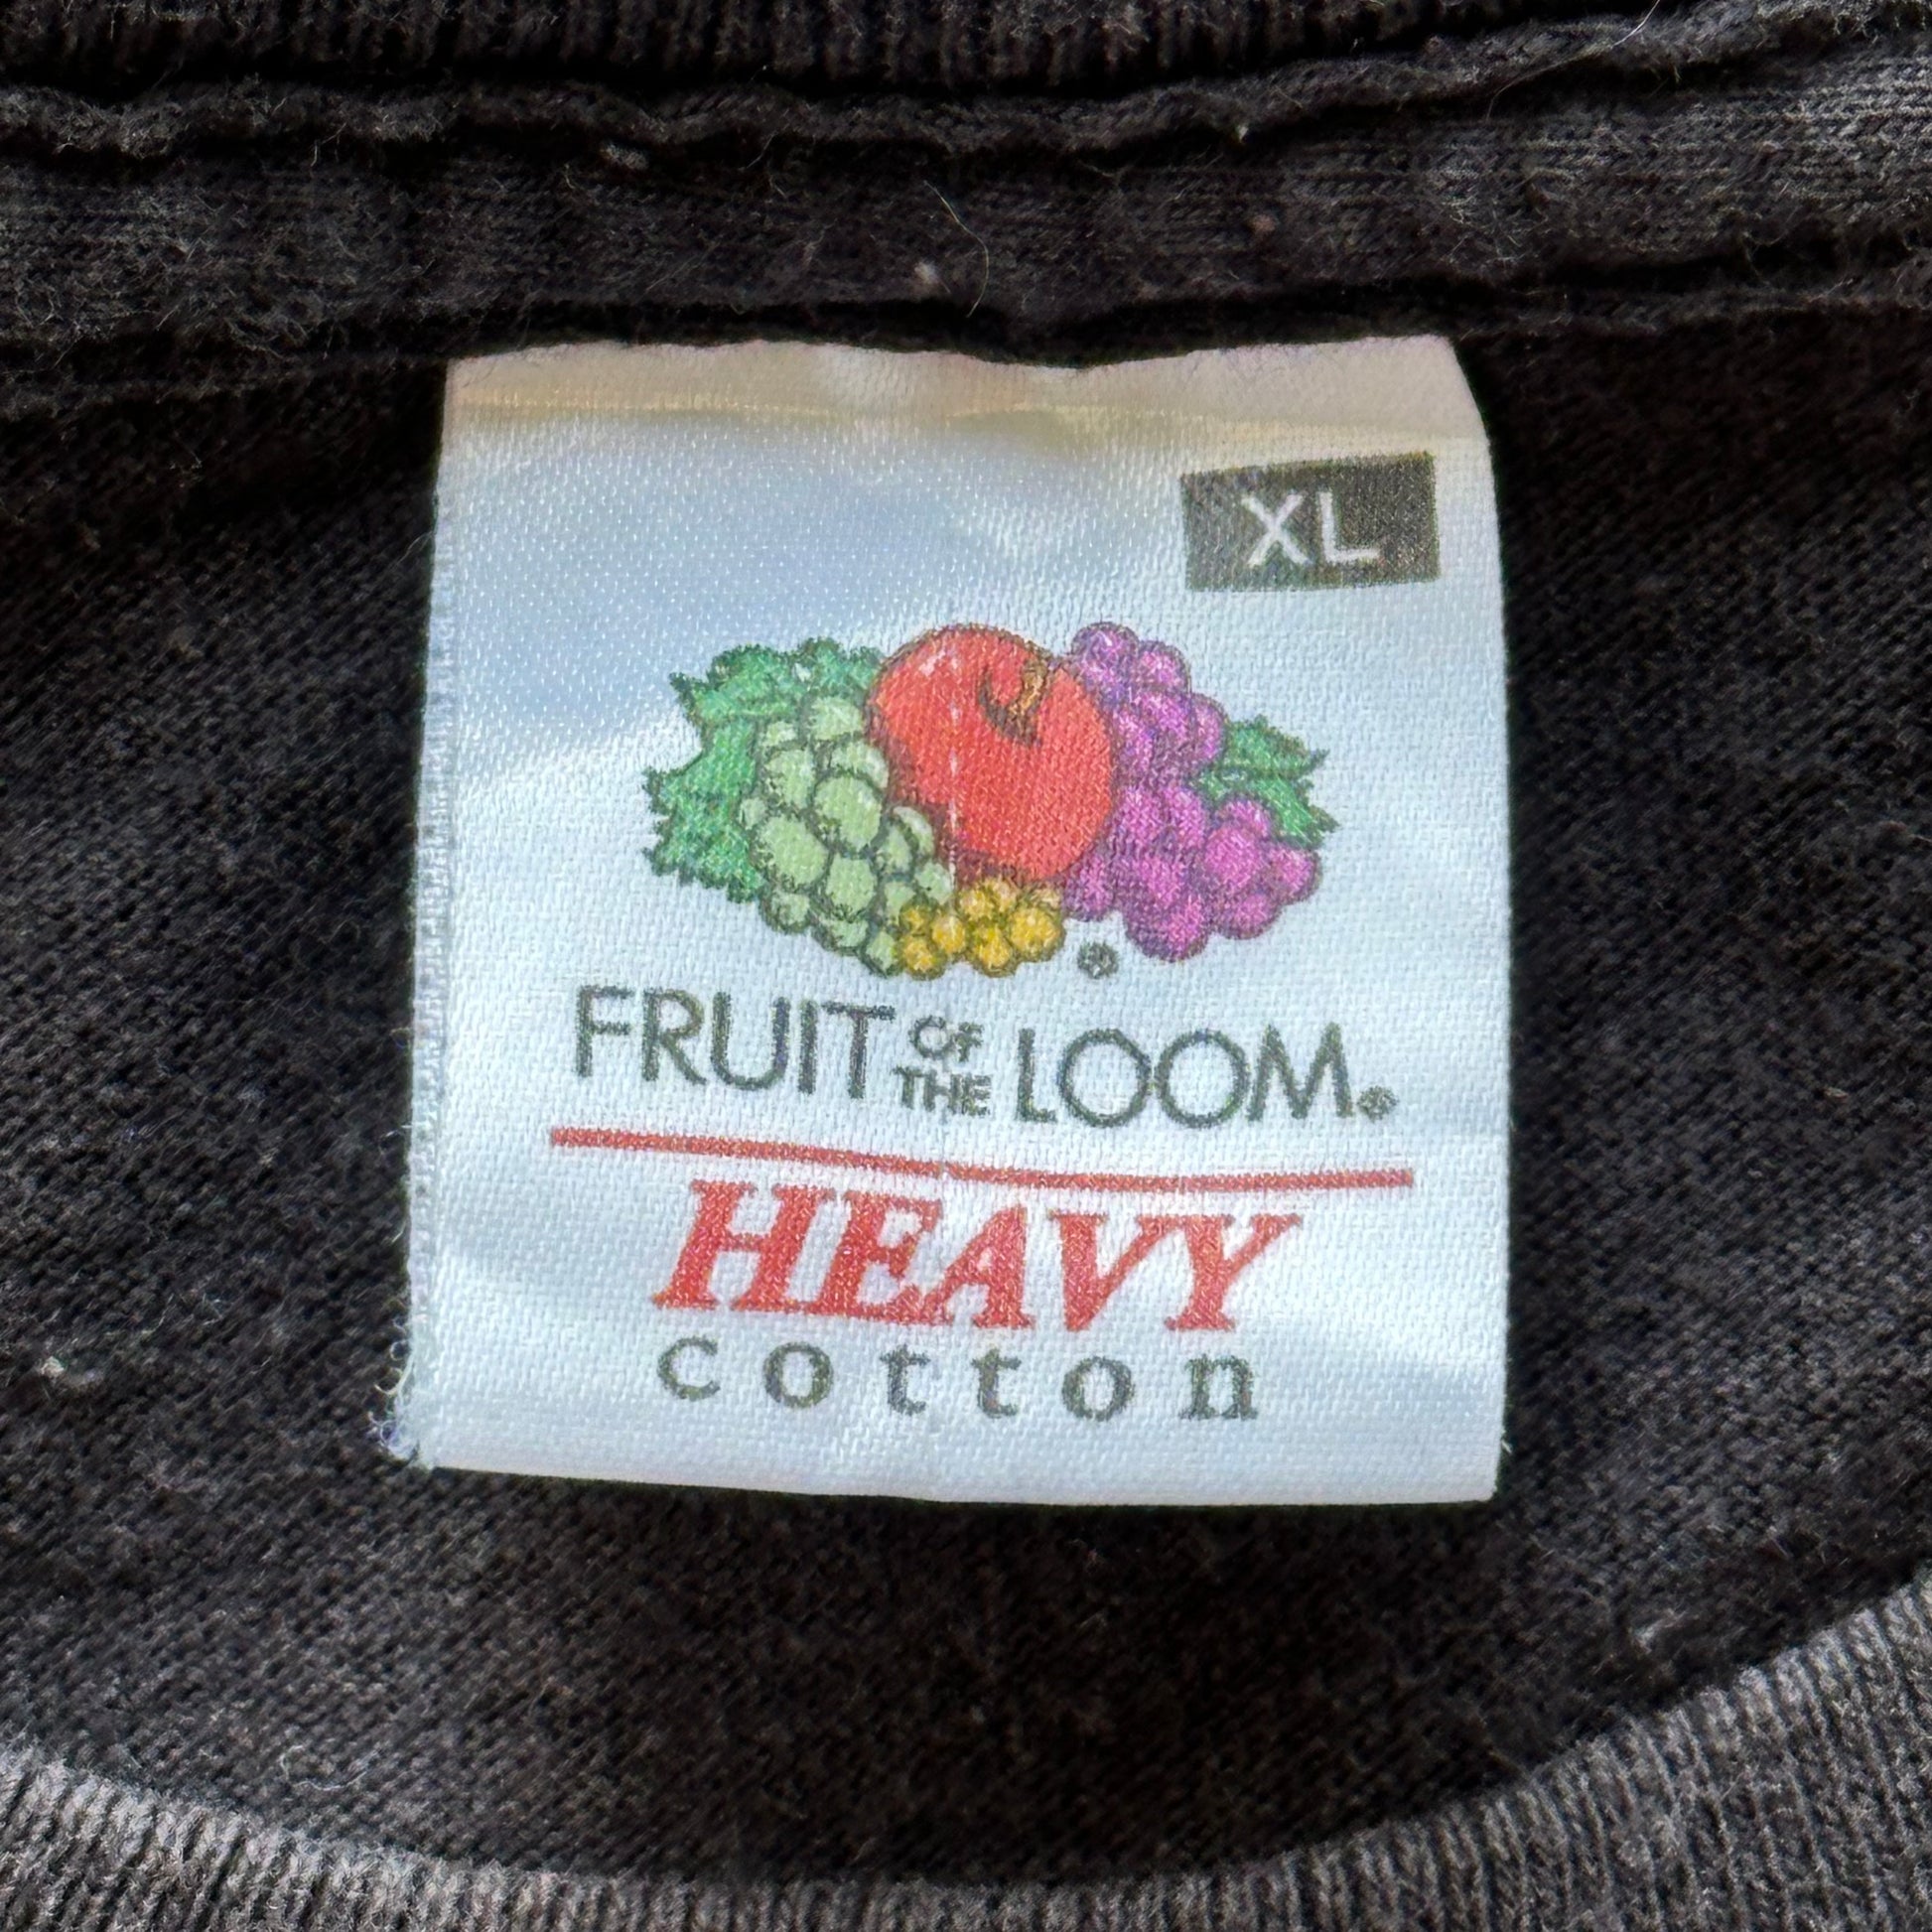 XL
FRUIT OF THE LOOM®
HEAVY
cotton